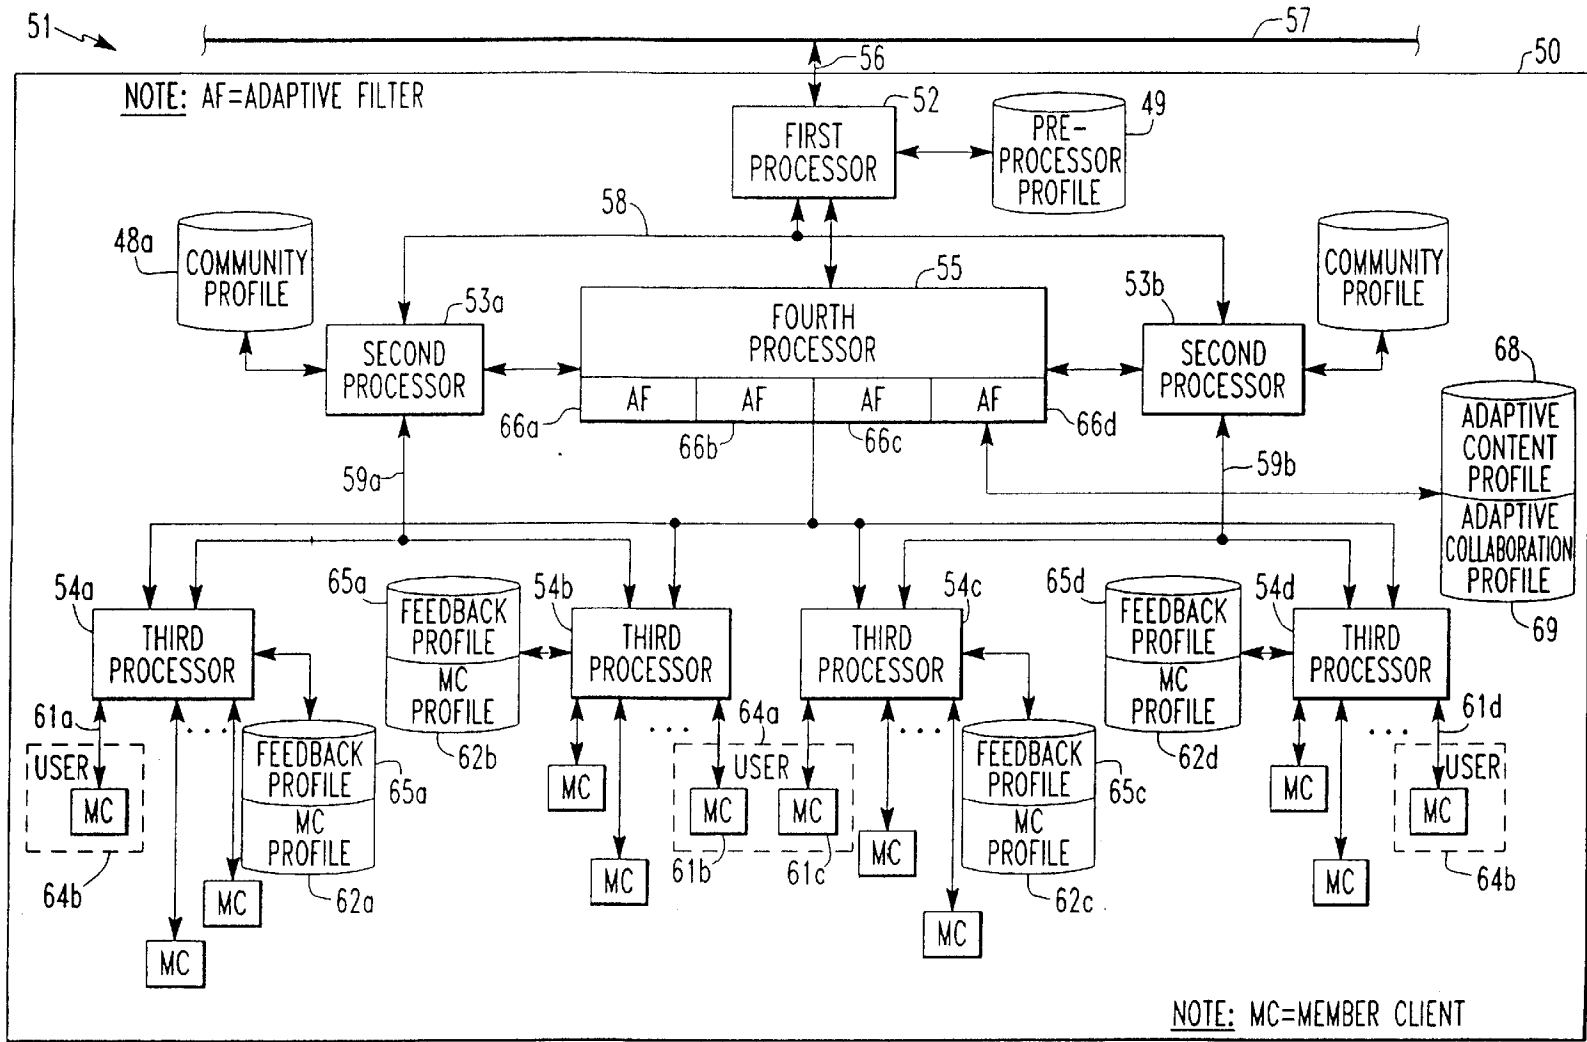 51
57
56
50
NOTE: AF=ADAPTIVE FILTER
52
FIRST
PROCESSOR
PRE-
PROCESSOR
PROFILE
49
58
48a
COMMUNITY
PROFILE
COMMUNITY
PROFILE
53a
55
53b
SECOND
PROCESSOR
FOURTH
PROCESSOR
SECOND
PROCESSOR
AF
AF
AF
AF
66a
66b
66c
66d
68
ADAPTIVE
CONTENT
PROFILE
ADAPTIVE
COLLABORATION
PROFILE
69
59a
59b
54a
THIRD
PROCESSOR
65a
FEEDBACK
PROFILE
MC
PROFILE
62b
54b
THIRD
PROCESSOR
54c
THIRD
PROCESSOR
65d
FEEDBACK
PROFILE
MC
PROFILE
62d
54d
THIRD
PROCESSOR
61a
USER
MC
64b
MC
MC
FEEDBACK
PROFILE
MC
PROFILE
65a
62a
MC
MC
64a
USER
MC
MC
61b
61c
MC
MC
FEEDBACK
PROFILE
MC
PROFILE
65c
62c
MC
MC
61d
USER
MC
64b
NOTE: MC=MEMBER CLIENT